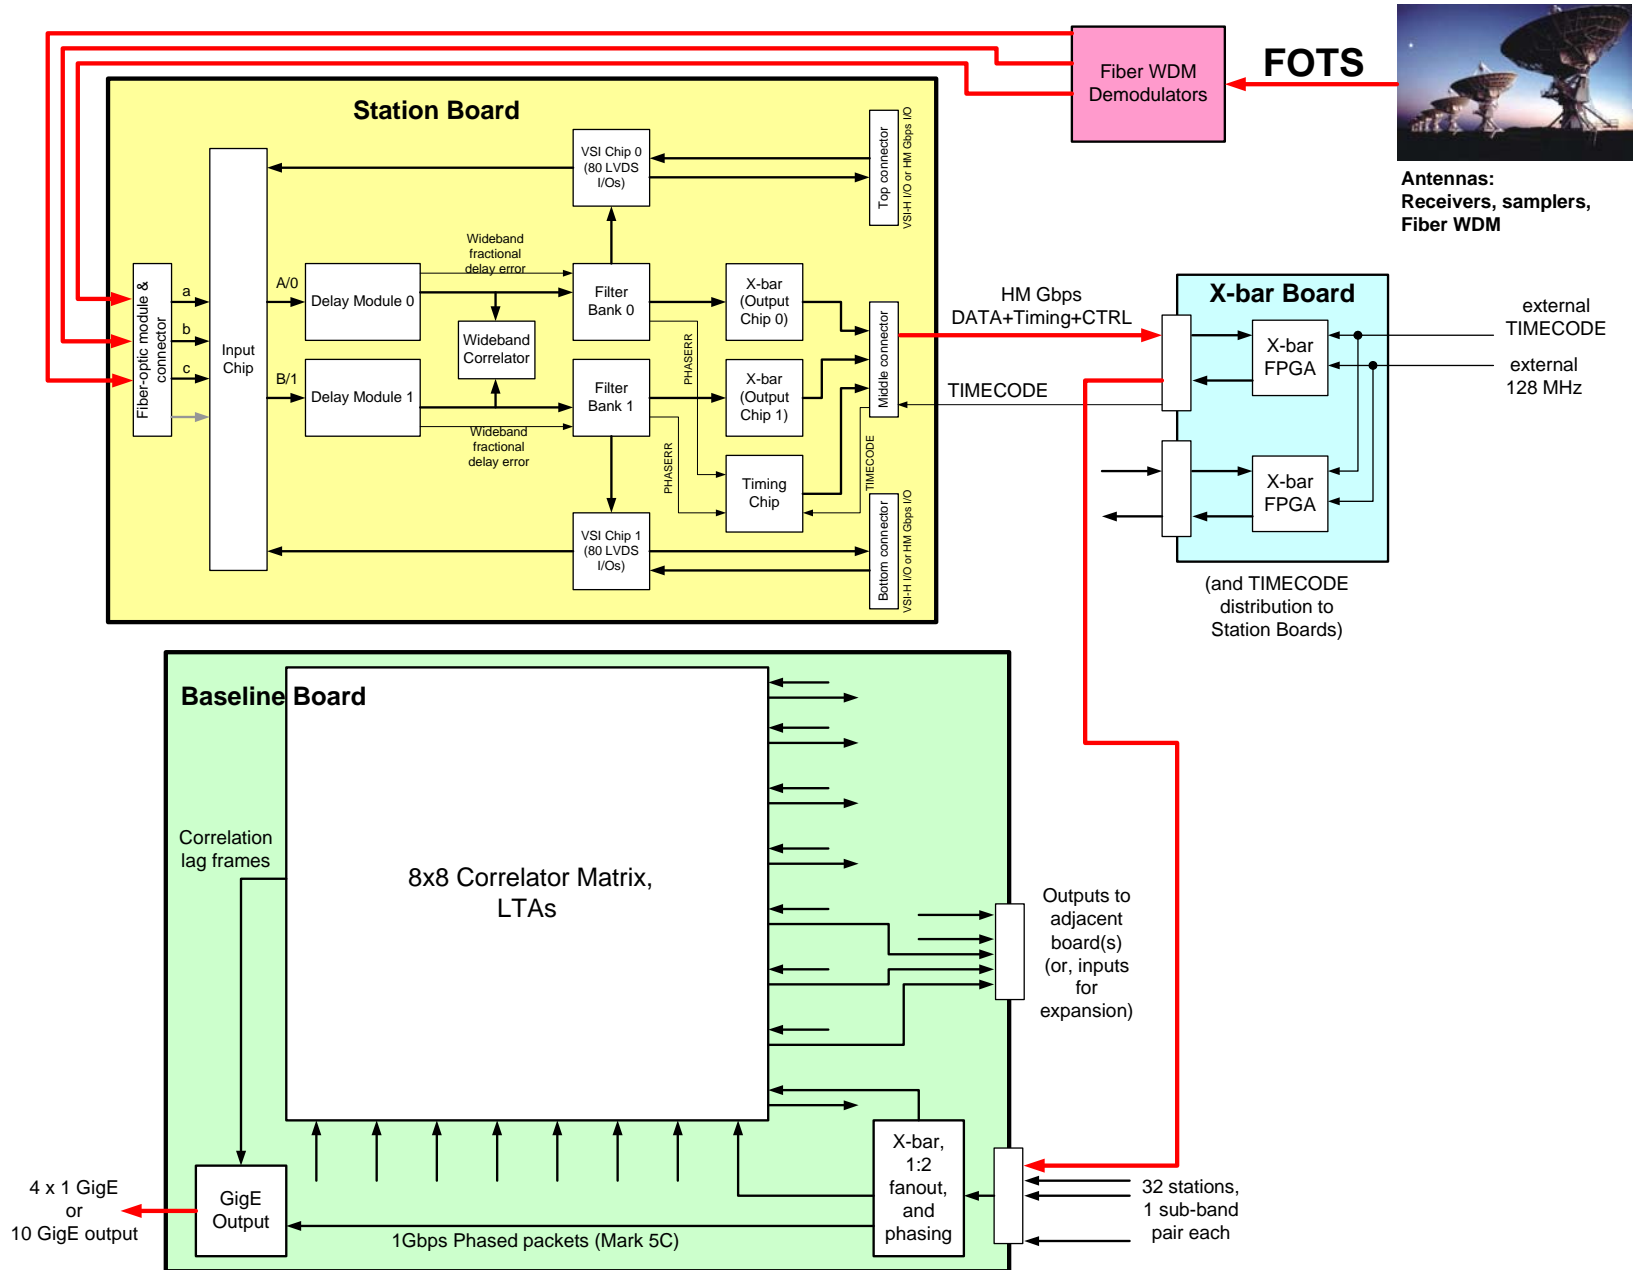 FOTS
Fiber WDM
Demodulators
Antennas:
Receivers, samplers,
Fiber WDM
Station Board
VSI Chip 0
(80 LVDS
I/Os)
Top connector
VSI-H I/O or HM Gbps I/O
Wideband
fractional
delay error
Fiber-optic module &
connector
a
b
c
Input
Chip
A/0
B/1
Delay Module 0
Delay Module 1
Wideband
Correlator
Filter
Bank 0
Filter
Bank 1
X-bar
(Output
Chip 0)
X-bar
(Output
Chip 1)
Middle connector
PHASERR
PHASERR
TIMECODE
Wideband
fractional
delay error
Timing
Chip
VSI Chip 1
(80 LVDS
I/Os)
Bottom connector
VSI-H I/O or HM Gbps I/O
HM Gbps
DATA+Timing+CTRL
TIMECODE
X-bar Board
X-bar
FPGA
X-bar
FPGA
external
TIMECODE
external
128 MHz
(and TIMECODE
distribution to
Station Boards)
Baseline Board
Correlation
lag frames
8x8 Correlator Matrix,
LTAs
Outputs to
adjacent
board(s)
(or, inputs
for
expansion)
X-bar,
1:2
fanout,
and
phasing
32 stations,
1 sub-band
pair each
GigE
Output
4 x 1 GigE
or
10 GigE output
1Gbps Phased packets (Mark 5C)